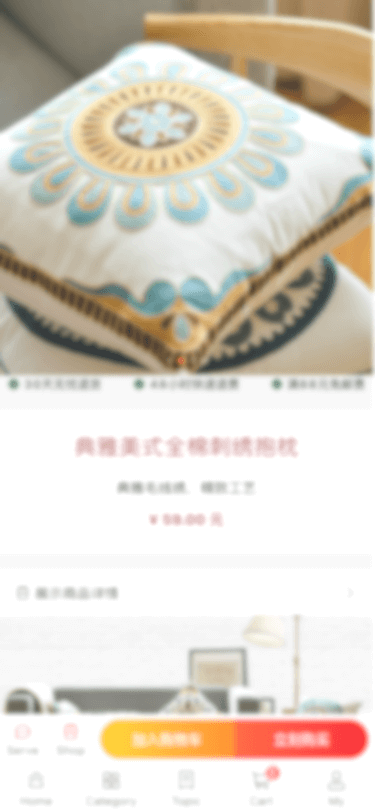 30天无忧退货 48小时快速退款 满88元免邮费
典雅美式全棉刺绣抱枕
典雅毛线绣,精致工艺
¥ 59.00 元
展示商品详情
加入购物车 立即购买
Serve Shop
Home Category Topic Cart My